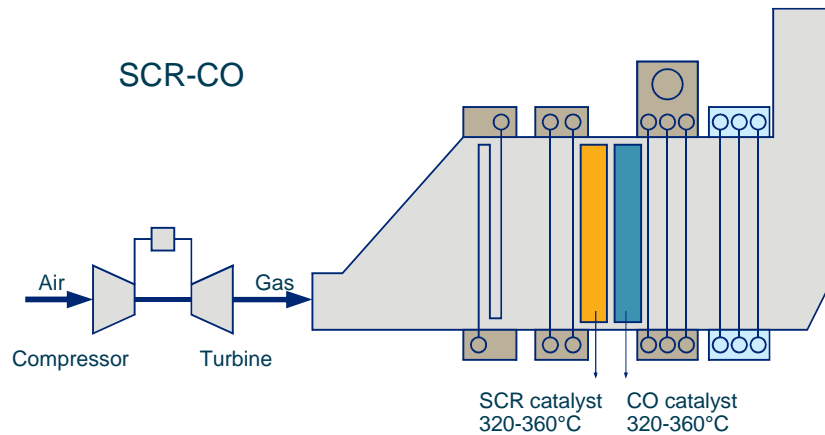 SCR-CO
Air
Gas
Compressor
Turbine
SCR catalyst
320-360°C
CO catalyst
320-360°C